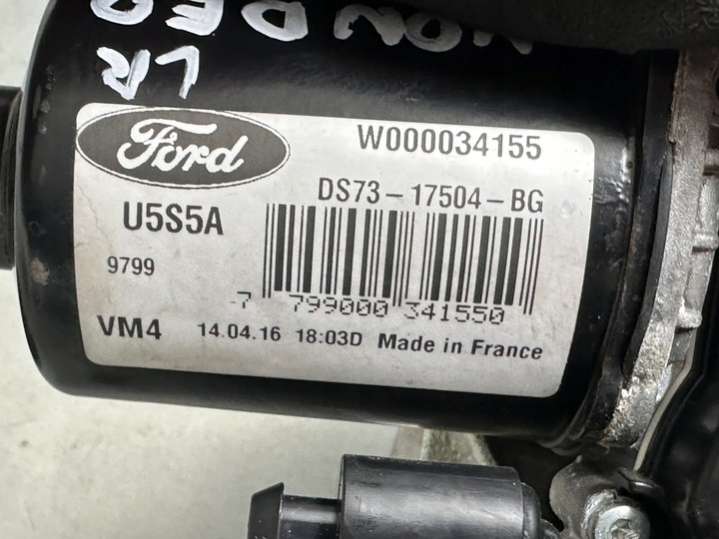 MONDEO
LR
Ford
W000034155
DS73-17504-BG
U5S5A
9799
7 799000 341550
VM4 14.04.16 18:03D Made in France